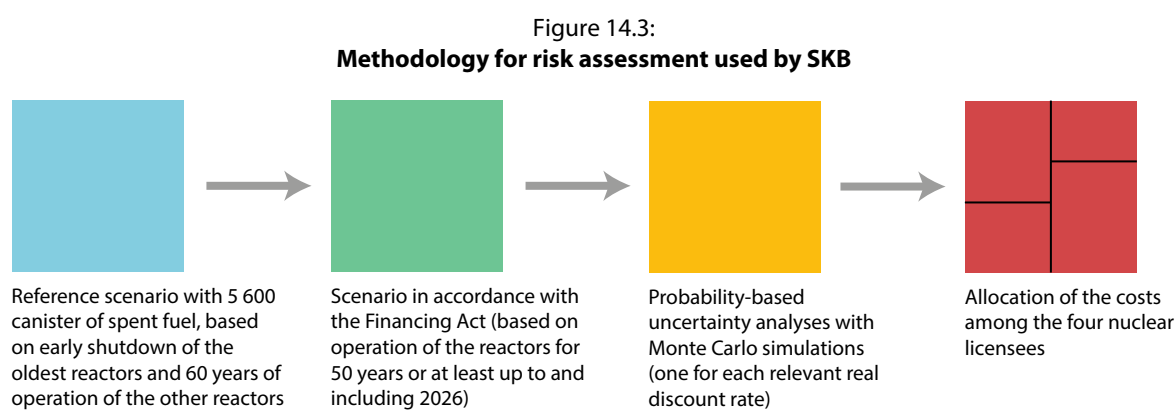 Figure 14.3:
Methodology for risk assessment used by SKB
Reference scenario with 5 600
canister of spent fuel, based
on early shutdown of the
oldest reactors and 60 years of
operation of the other reactors
Scenario in accordance with
the Financing Act (based on
operation of the reactors for
50 years or at least up to and
including 2026)
Probability-based
uncertainty analyses with
Monte Carlo simulations
(one for each relevant real
discount rate)
Allocation of the costs
among the four nuclear
licensees